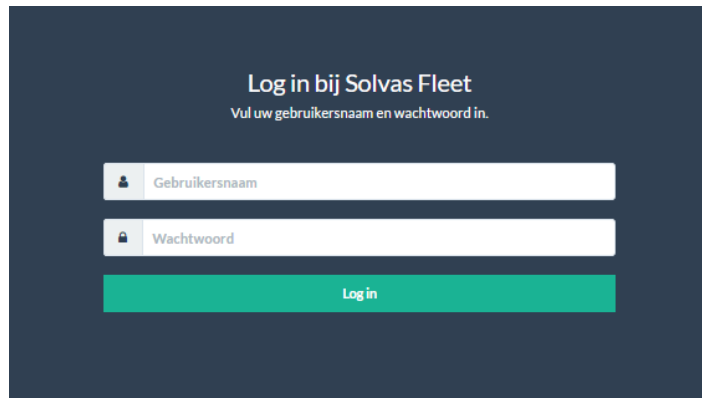 Log in bij Solvas Fleet
Vul uw gebruikersnaam en wachtwoord in.
Gebruikersnaam
Wachtwoord
Log in